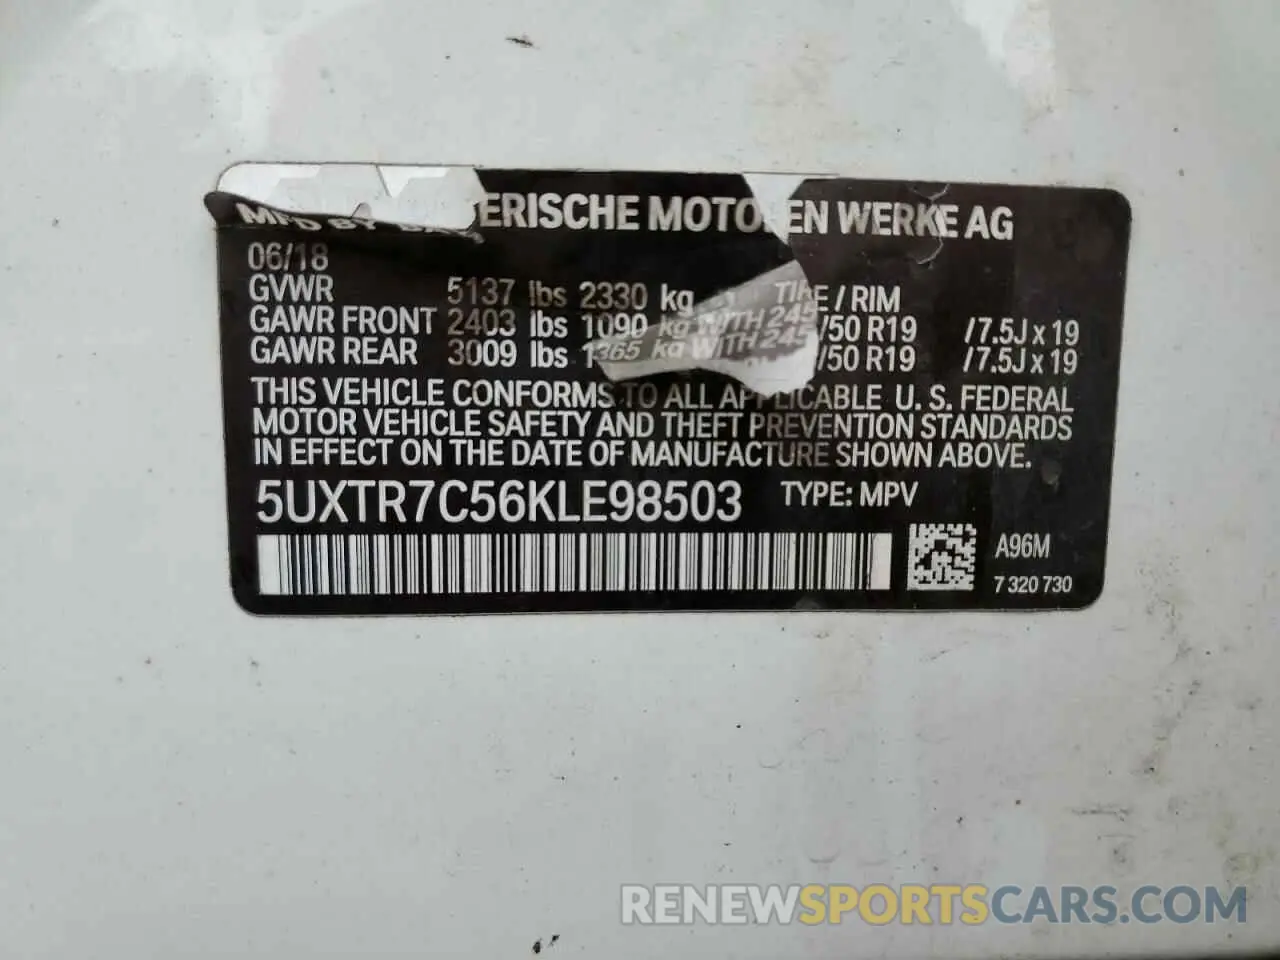 MFD BY ERISCHE MOTO EN WERKE AG
06/18
GVWR 5137 lbs 2330 kg TIRE / RIM
GAWR FRONT 2403 lbs 1090 kg WITH 245 /50 R19 /7.5J x 19
GAWR REAR 3009 lbs 1365 kg WITH 245 /50 R19 /7.5J x 19
THIS VEHICLE CONFORMS TO ALL APPLICABLE U. S. FEDERAL
MOTOR VEHICLE SAFETY AND THEFT PREVENTION STANDARDS
IN EFFECT ON THE DATE OF MANUFACTURE SHOWN ABOVE.
5UXTR7C56KLE98503 TYPE: MPV
A96M
7 320 730
RENEWSPORTSCARS.COM